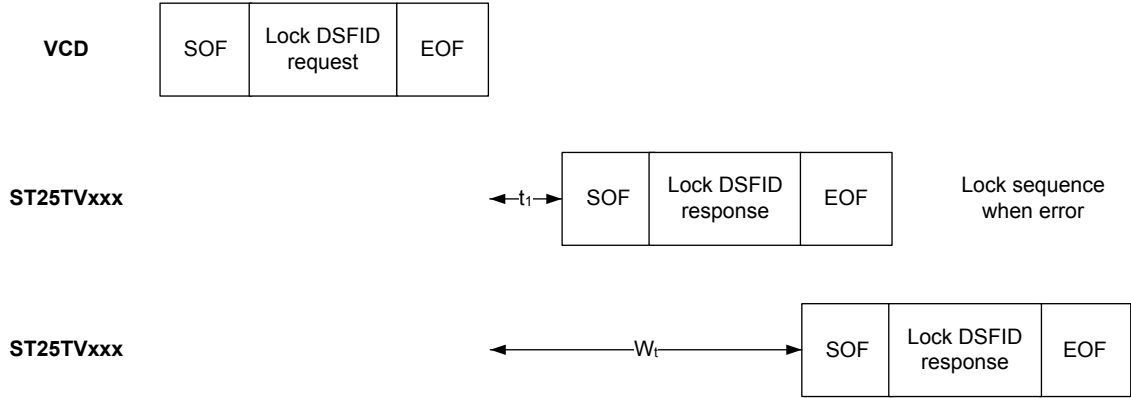 VCD
SOF
Lock DSFID
request
EOF
ST25TVxxx
t1
SOF
Lock DSFID
response
EOF
Lock sequence
when error
ST25TVxxx
Wt
SOF
Lock DSFID
response
EOF